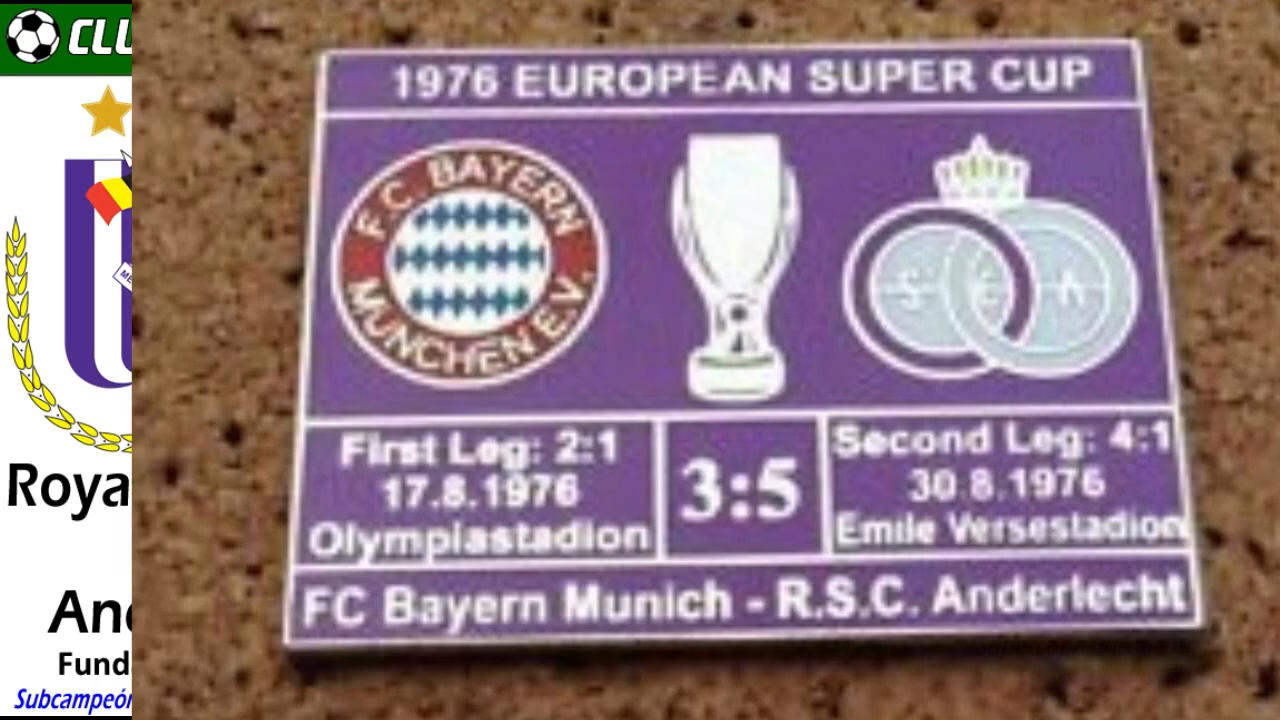 CLU
Roya
And
Fund
Subcampeón
1976 EUROPEAN SUPER CUP
F.C. BAYERN
MÜNCHEN E.V.
S C A
First Leg: 2:1
17.8.1976
Olympiastadion
3:5
Second Leg: 4:1
30.8.1976
Emile Versestadion
FC Bayern Munich - R.S.C. Anderlecht